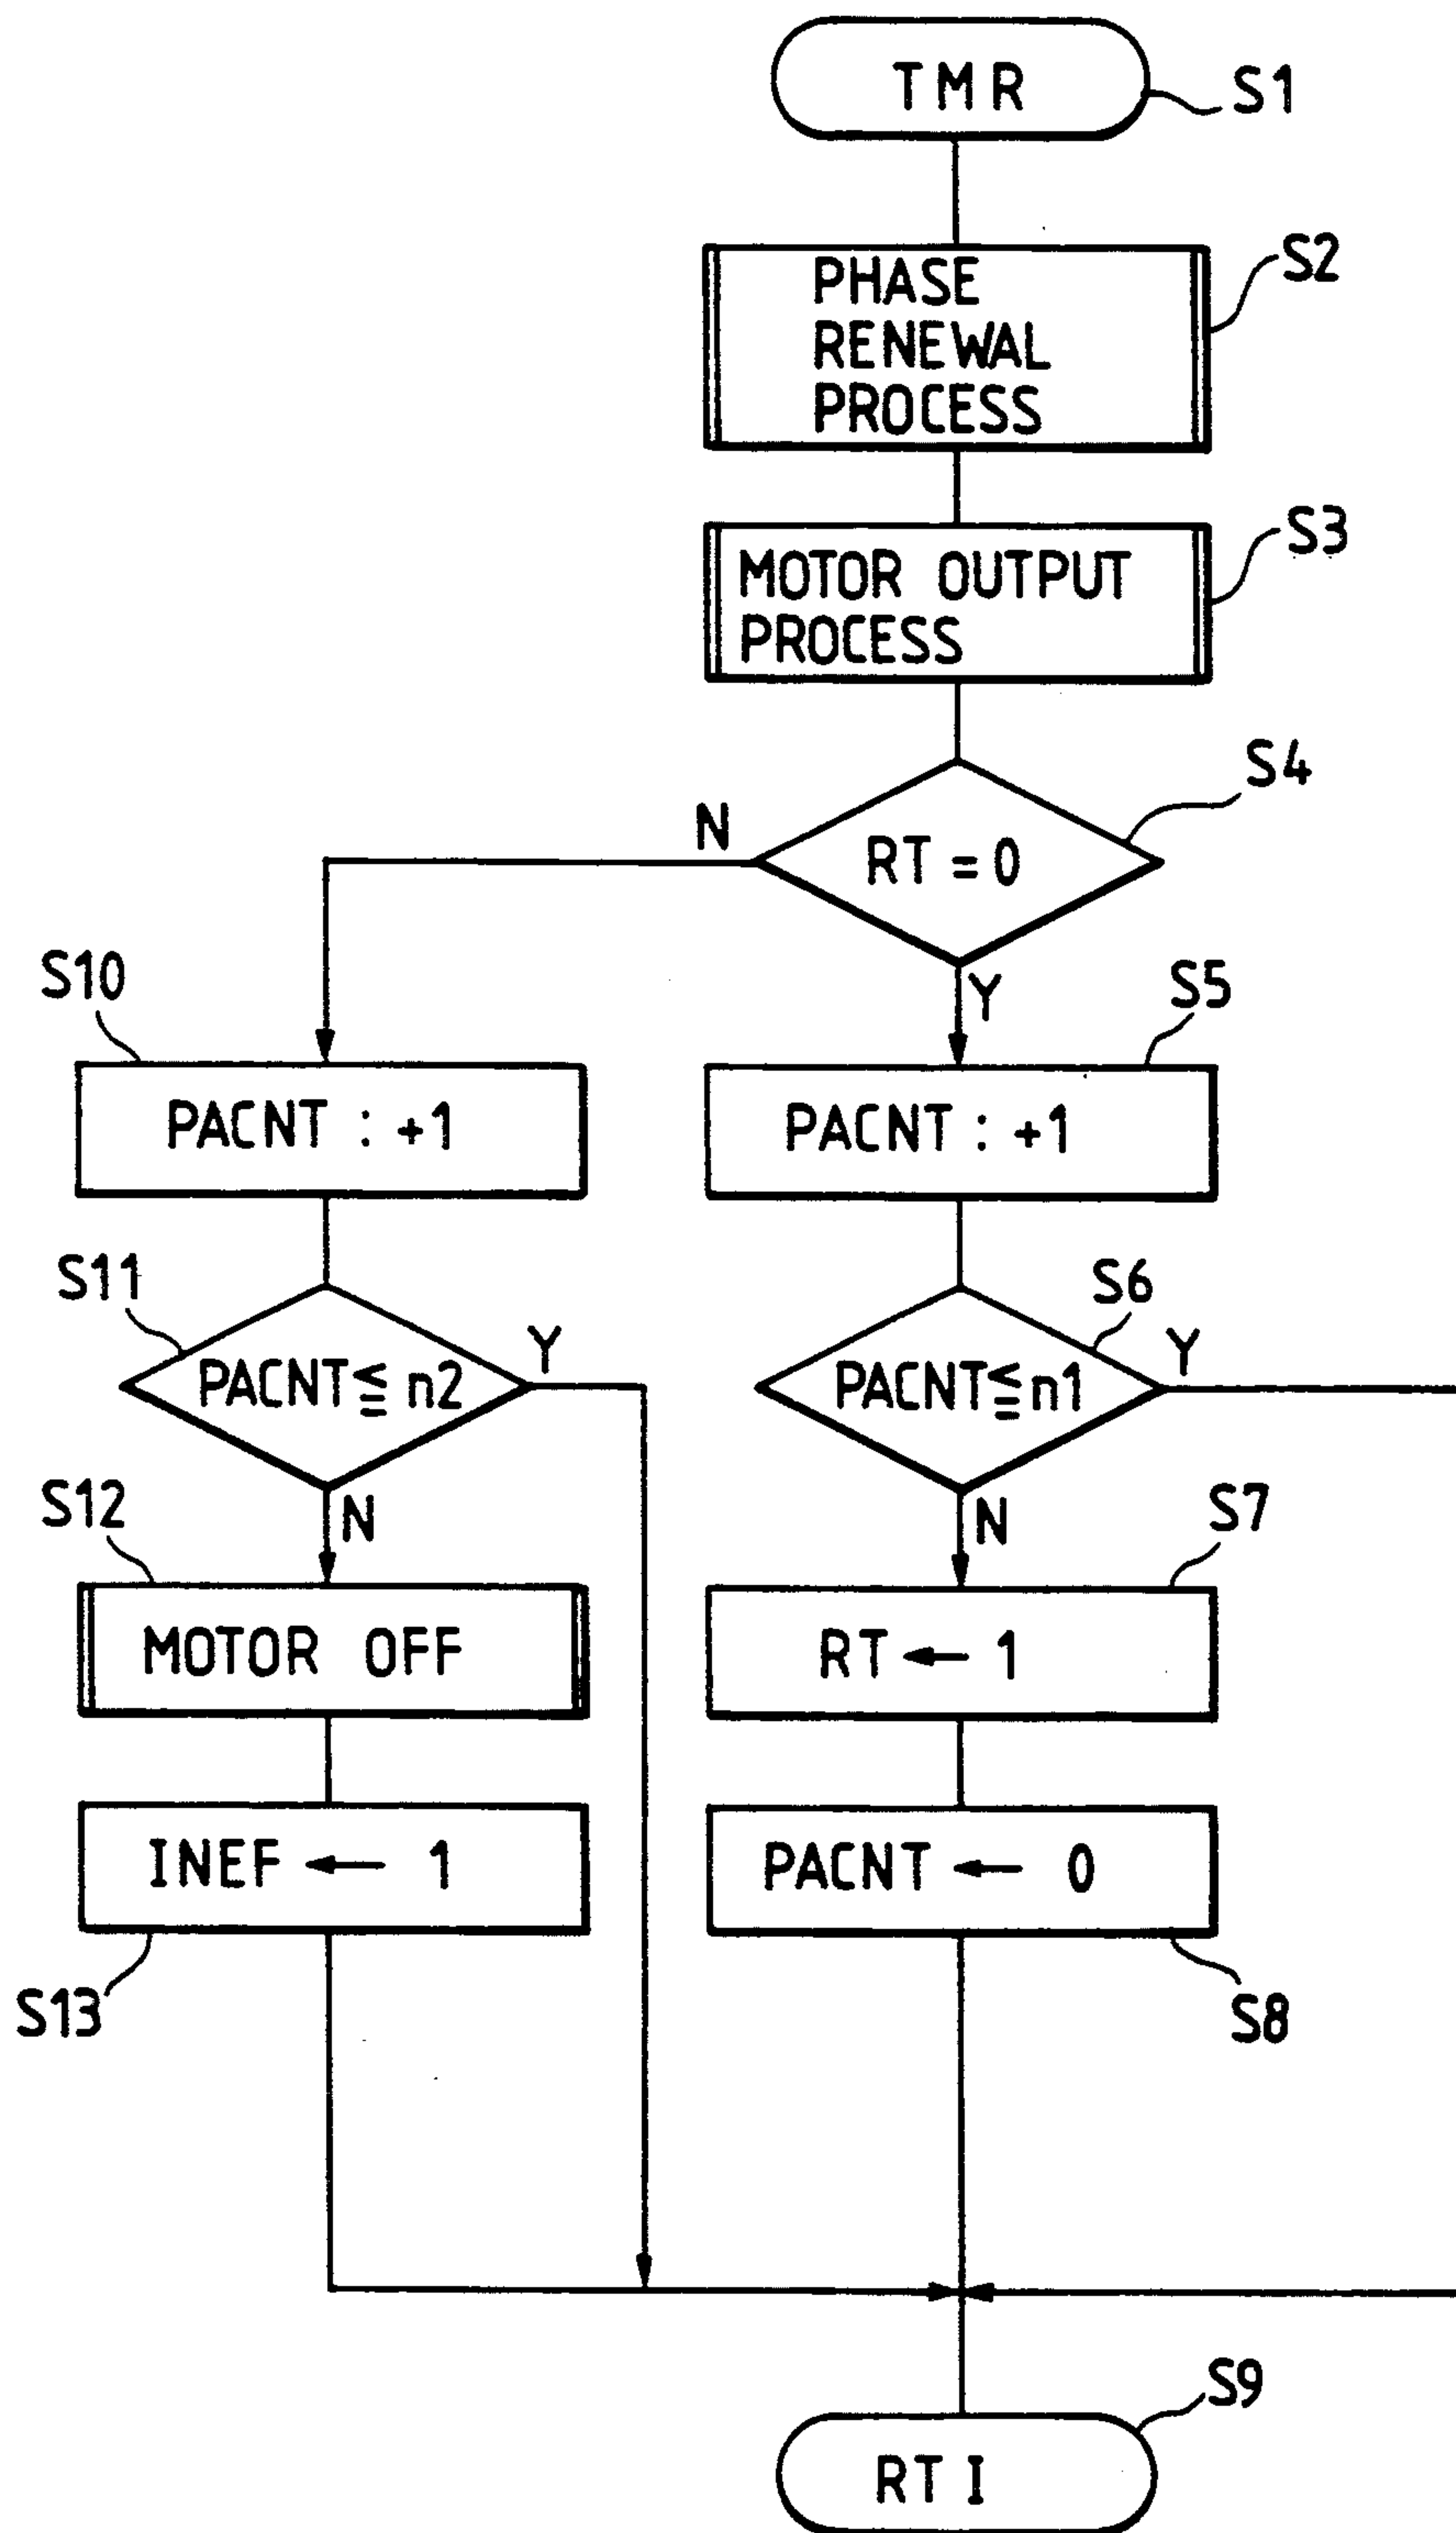 TMR
S1
PHASE
RENEWAL
PROCESS
S2
MOTOR OUTPUT
PROCESS
S3
RT = 0
S4
N
Y
S10
PACNT : +1
S5
PACNT : +1
S11
PACNT ≦ n2
Y
N
S6
PACNT ≦ n1
Y
N
S12
MOTOR OFF
S7
RT ← 1
INEF ← 1
S13
PACNT ← 0
S8
S9
RTI